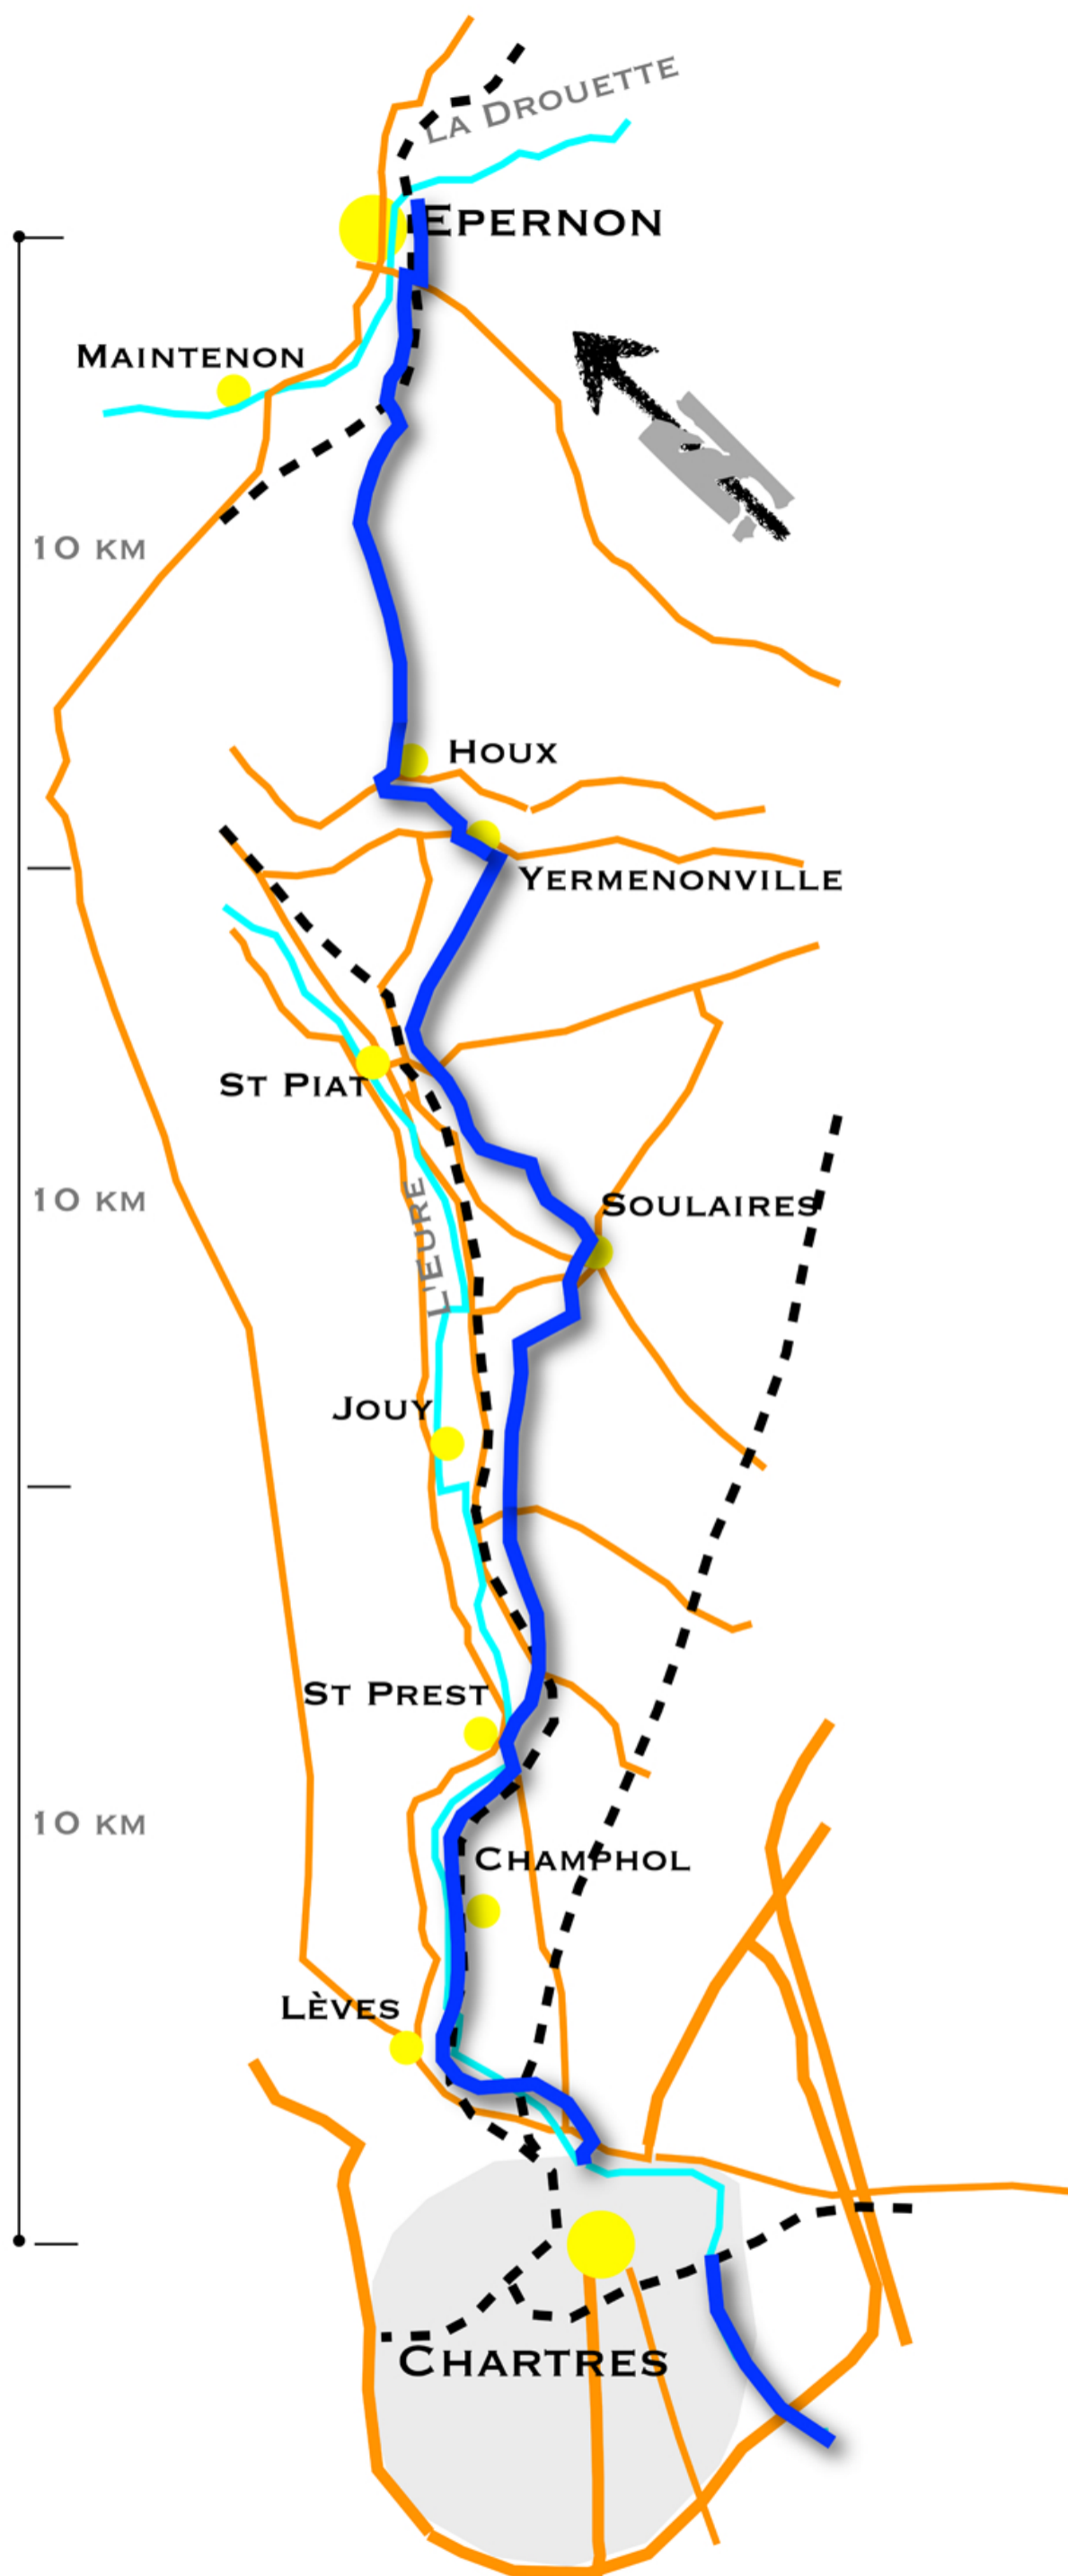 LA DROUETTE
EPERNON
MAINTENON
N
10 KM
HOUX
YERMENONVILLE
ST PIAT
10 KM
L'EURE
SOULAIRES
JOUY
ST PREST
10 KM
CHAMPHOL
LÈVES
CHARTRES